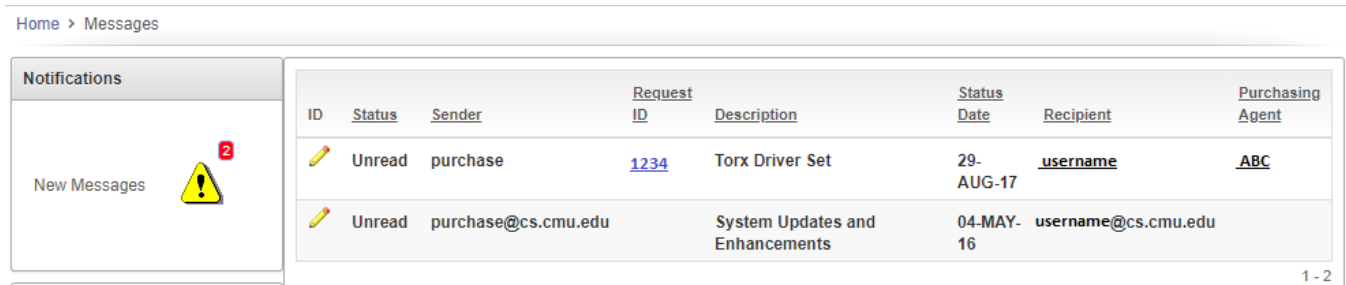 Home > Messages
Notifications
New Messages
2
ID Status Sender Request ID Description Status Date Recipient Purchasing Agent
Unread purchase 1234 Torx Driver Set 29-AUG-17 username ABC
Unread purchase@cs.cmu.edu System Updates and Enhancements 04-MAY-16 username@cs.cmu.edu
1 - 2